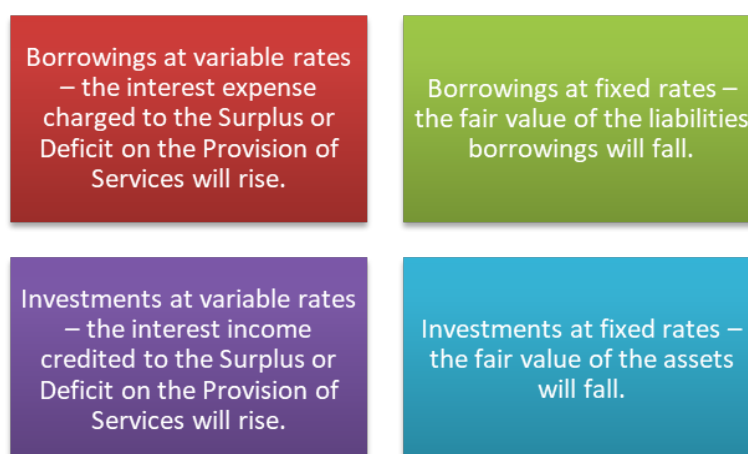 Borrowings at variable rates
– the interest expense
charged to the Surplus or
Deficit on the Provision of
Services will rise.
Borrowings at fixed rates –
the fair value of the liabilities
borrowings will fall.
Investments at variable rates
– the interest income
credited to the Surplus or
Deficit on the Provision of
Services will rise.
Investments at fixed rates –
the fair value of the assets
will fall.